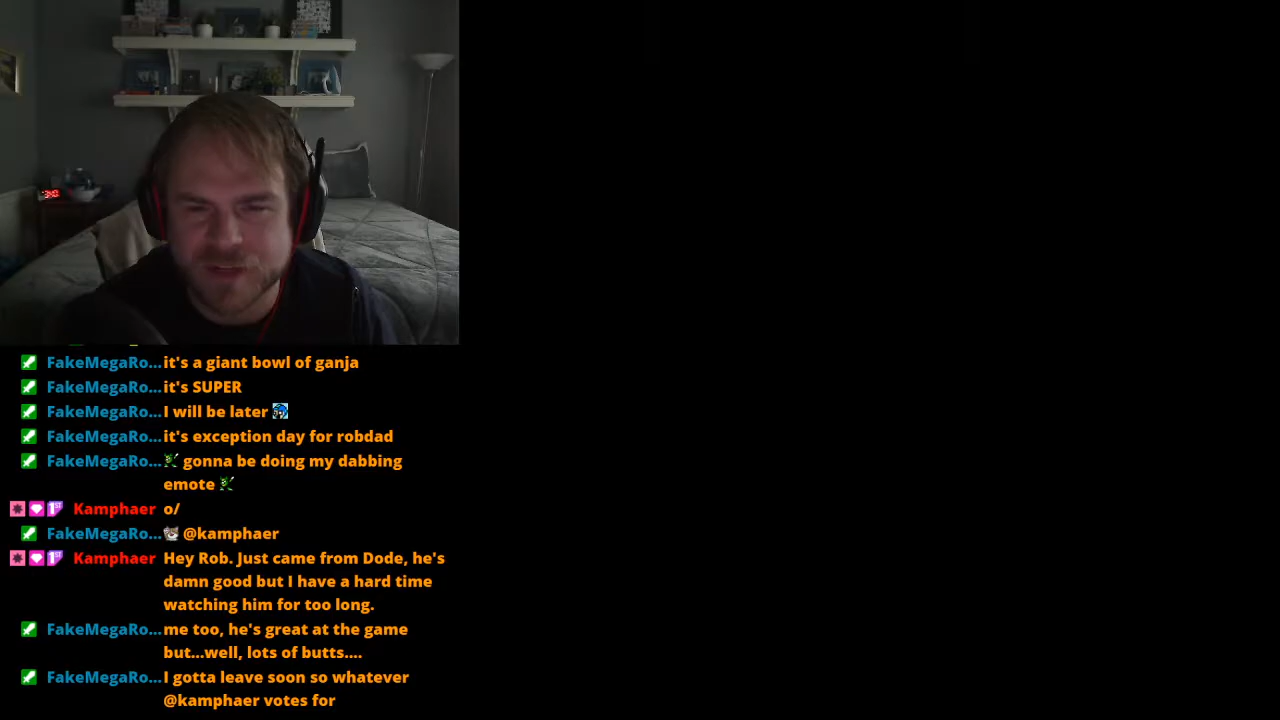 FakeMegaRo... it's a giant bowl of ganja
FakeMegaRo... it's SUPER
FakeMegaRo... I will be later
FakeMegaRo... it's exception day for robdad
FakeMegaRo... gonna be doing my dabbing
emote
Kamphaer o/
FakeMegaRo... @kamphaer
Kamphaer Hey Rob. Just came from Dode, he's
damn good but I have a hard time
watching him for too long.
FakeMegaRo... me too, he's great at the game
but...well, lots of butts....
FakeMegaRo... I gotta leave soon so whatever
@kamphaer votes for